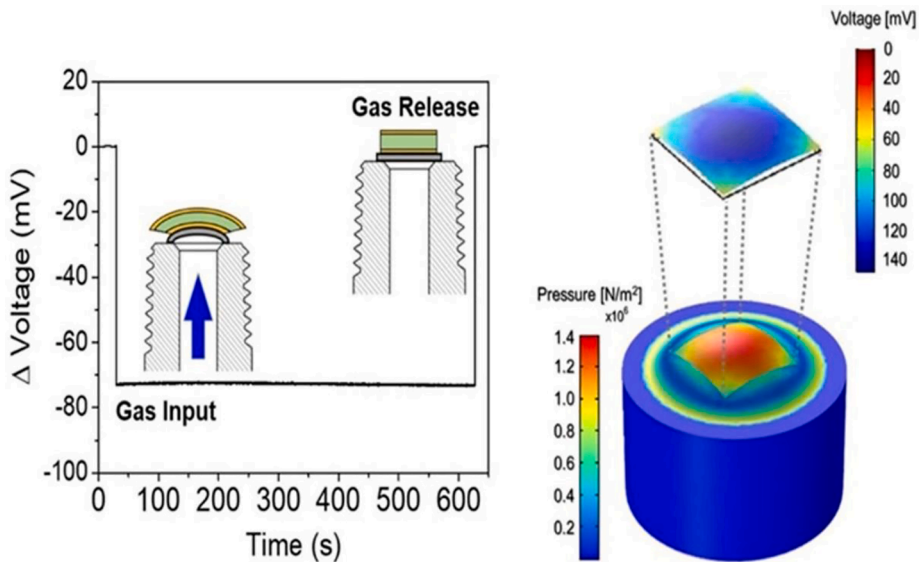 20
0
-20
-40
-60
-80
-100
Δ Voltage (mV)
0 100 200 300 400 500 600
Time (s)
Gas Release
Gas Input
Voltage [mV]
0
20
40
60
80
100
120
140
Pressure [N/m²]
x10⁶
1.4
1.2
1.0
0.8
0.6
0.4
0.2